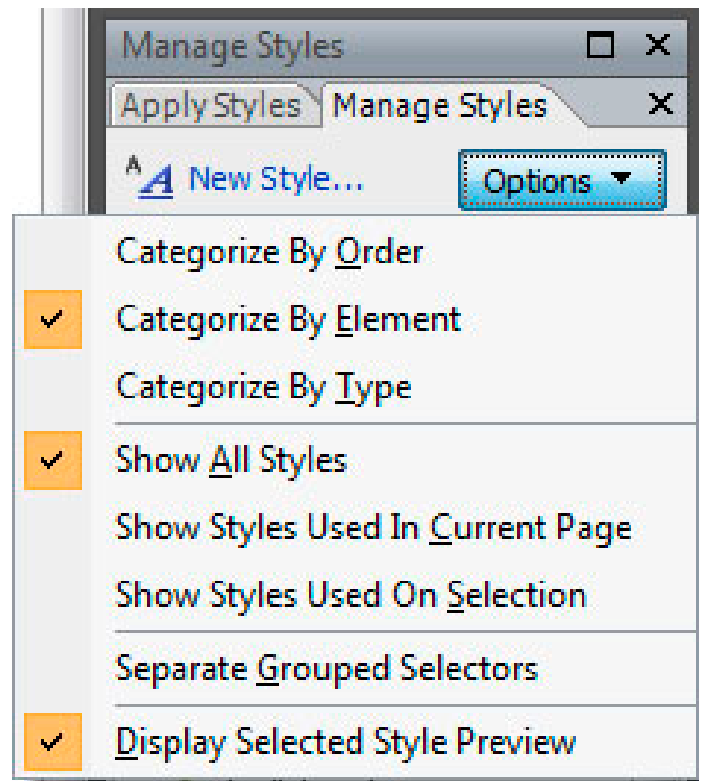 Manage Styles
Apply Styles Manage Styles
AA New Style... Options
Categorize By Order
Categorize By Element
Categorize By Type
Show All Styles
Show Styles Used In Current Page
Show Styles Used On Selection
Separate Grouped Selectors
Display Selected Style Preview